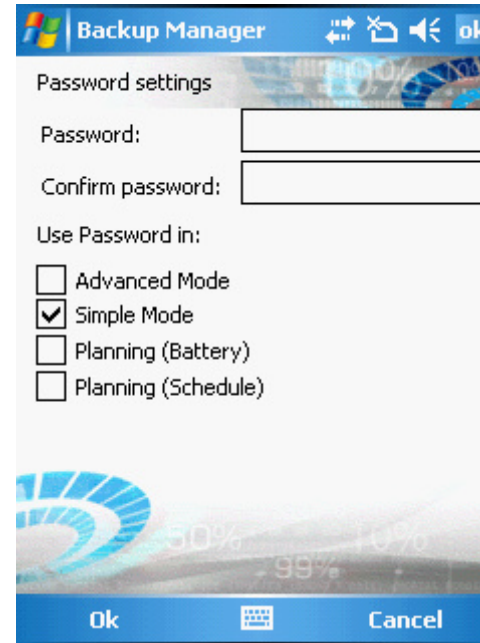 Backup Manager ok
Password settings
Password:
Confirm password:
Use Password in:
Advanced Mode
Simple Mode
Planning (Battery)
Planning (Schedule)
50%
10%
99%
Ok Cancel